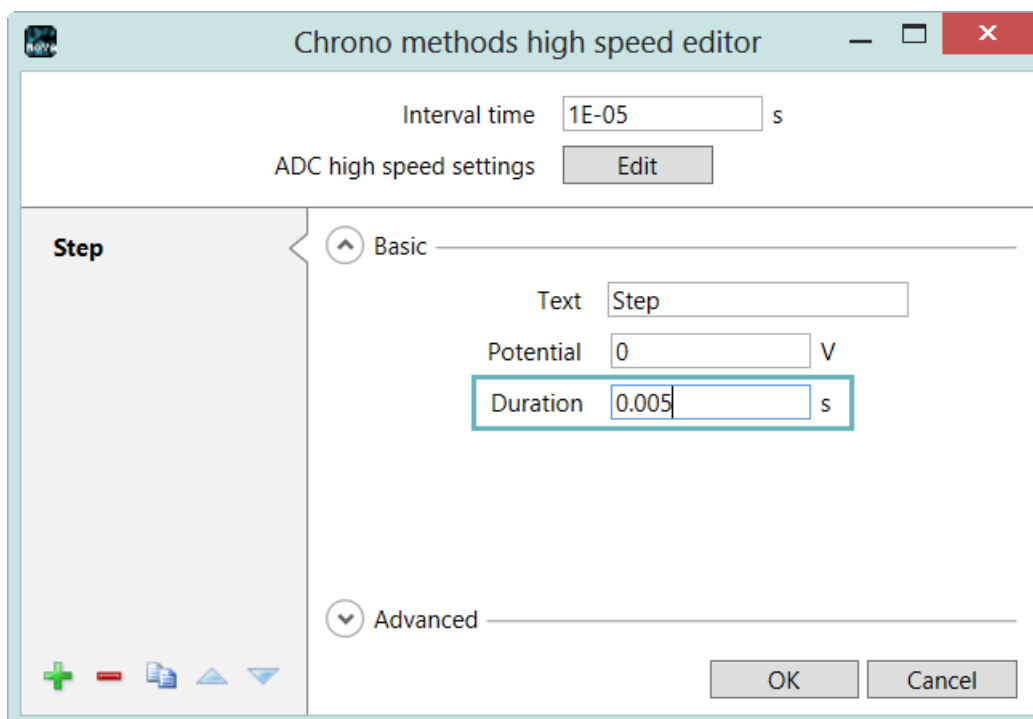 Chrono methods high speed editor
Interval time 1E-05 s
ADC high speed settings Edit
Step
Basic
Text Step
Potential 0 V
Duration 0.005 s
Advanced
OK Cancel